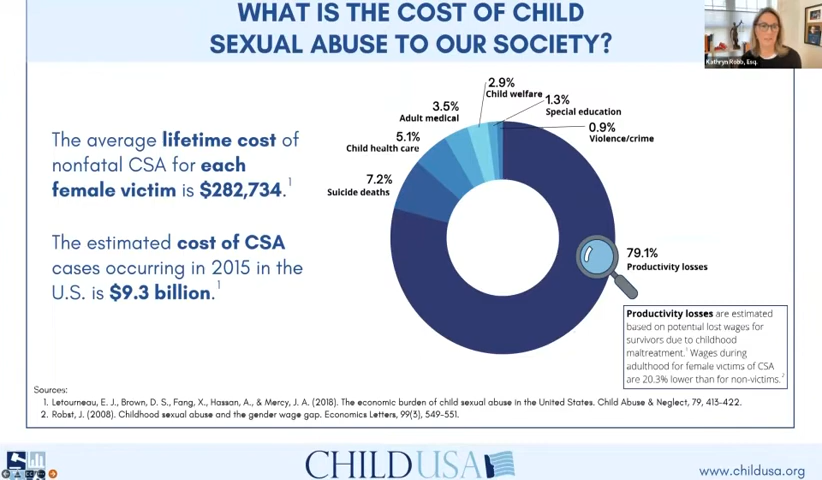 WHAT IS THE COST OF CHILD
SEXUAL ABUSE TO OUR SOCIETY?
Kathryn Robb, Esq.
The average lifetime cost of
nonfatal CSA for each
female victim is $282,734.1
The estimated cost of CSA
cases occurring in 2015 in the
U.S. is $9.3 billion.1
2.9%
Child welfare
1.3%
Special education
0.9%
Violence/crime
3.5%
Adult medical
5.1%
Child health care
7.2%
Suicide deaths
79.1%
Productivity losses
Productivity losses are estimated
based on potential lost wages for
survivors due to childhood
maltreatment.1 Wages during
adulthood for female victims of CSA
are 20.3% lower than for non-victims.2
Sources:
1. Letourneau, E. J., Brown, D. S., Fang, X., Hassan, A., & Mercy, J. A. (2018). The economic burden of child sexual abuse in the United States. Child Abuse & Neglect, 79, 413-422.
2. Robst, J. (2008). Childhood sexual abuse and the gender wage gap. Economics Letters, 99(3), 549-551.
CHILD USA
www.childusa.org